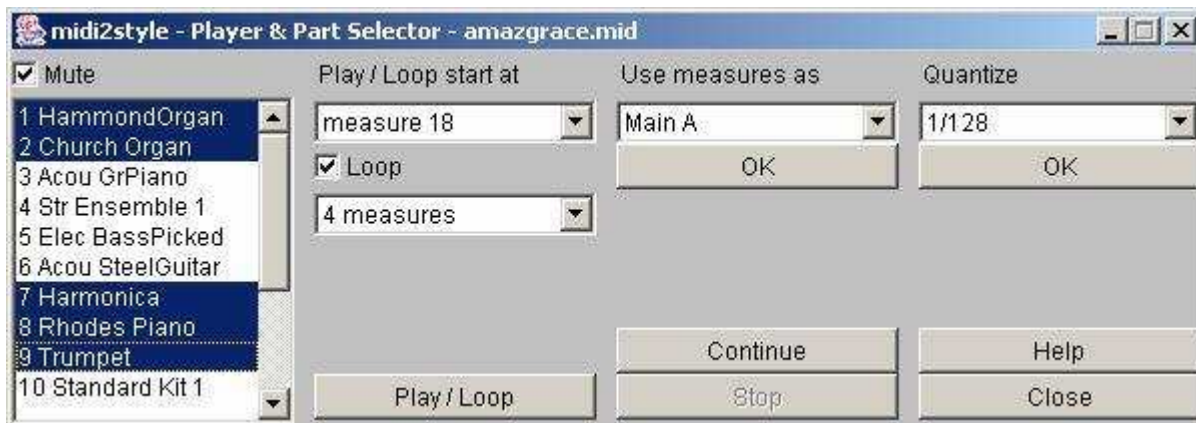 midi2style - Player & Part Selector - amazgrace.mid
Mute
1 HammondOrgan
2 Church Organ
3 Acou GrPiano
4 Str Ensemble 1
5 Elec BassPicked
6 Acou SteelGuitar
7 Harmonica
8 Rhodes Piano
9 Trumpet
10 Standard Kit 1
Play / Loop start at
measure 18
Loop
4 measures
Play / Loop
Use measures as
Main A
OK
Continue
Stop
Quantize
1/128
OK
Help
Close